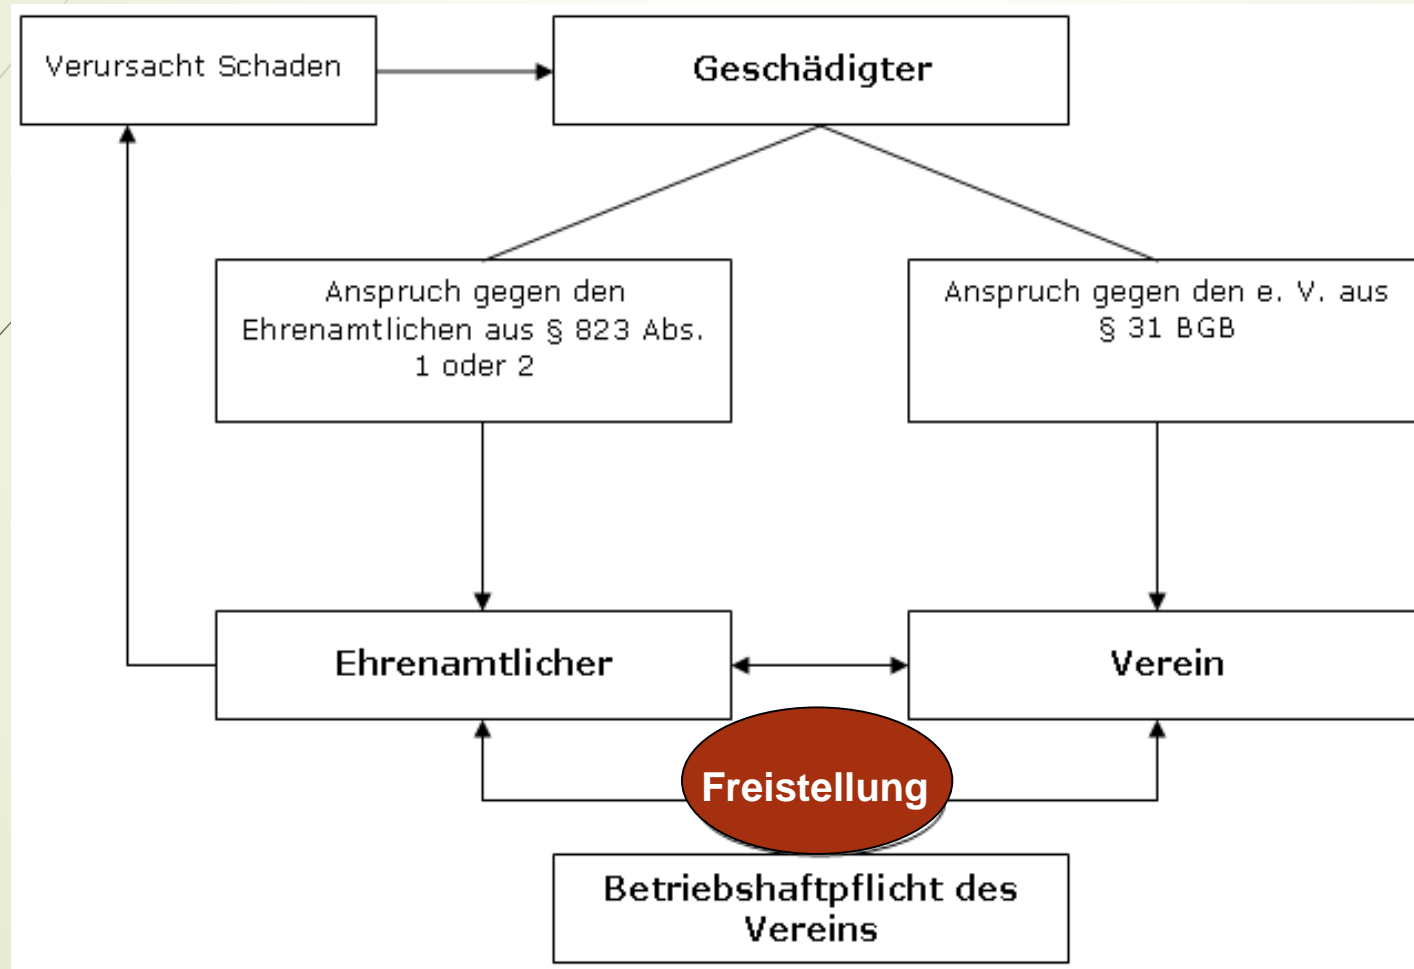 Verursacht Schaden
Geschädigter
Anspruch gegen den
Ehrenamtlichen aus § 823 Abs.
1 oder 2
Anspruch gegen den e. V. aus
§ 31 BGB
Ehrenamtlicher
Verein
Freistellung
Betriebshaftpflicht des
Vereins